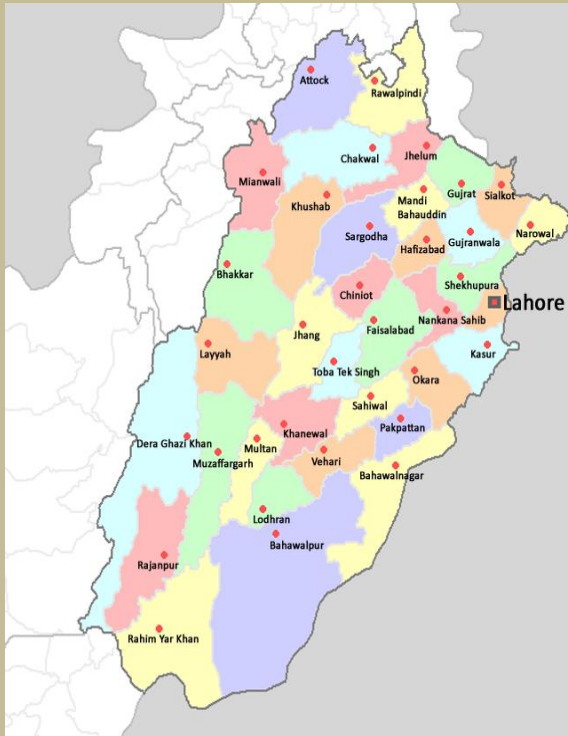 Attock
Rawalpindi
Chakwal
Jhelum
Mianwali
Khushab
Mandi
Bahauddin
Gujrat
Sialkot
Sargodha
Hafizabad
Gujranwala
Narowal
Bhakkar
Chiniot
Shekhupura
Lahore
Nankana Sahib
Jhang
Faisalabad
Kasur
Layyah
Toba Tek Singh
Okara
Sahiwal
Pakpattan
Khanewal
Dera Ghazi Khan
Multan
Muzaffargarh
Vehari
Bahawalnagar
Lodhran
Bahawalpur
Rajanpur
Rahim Yar Khan